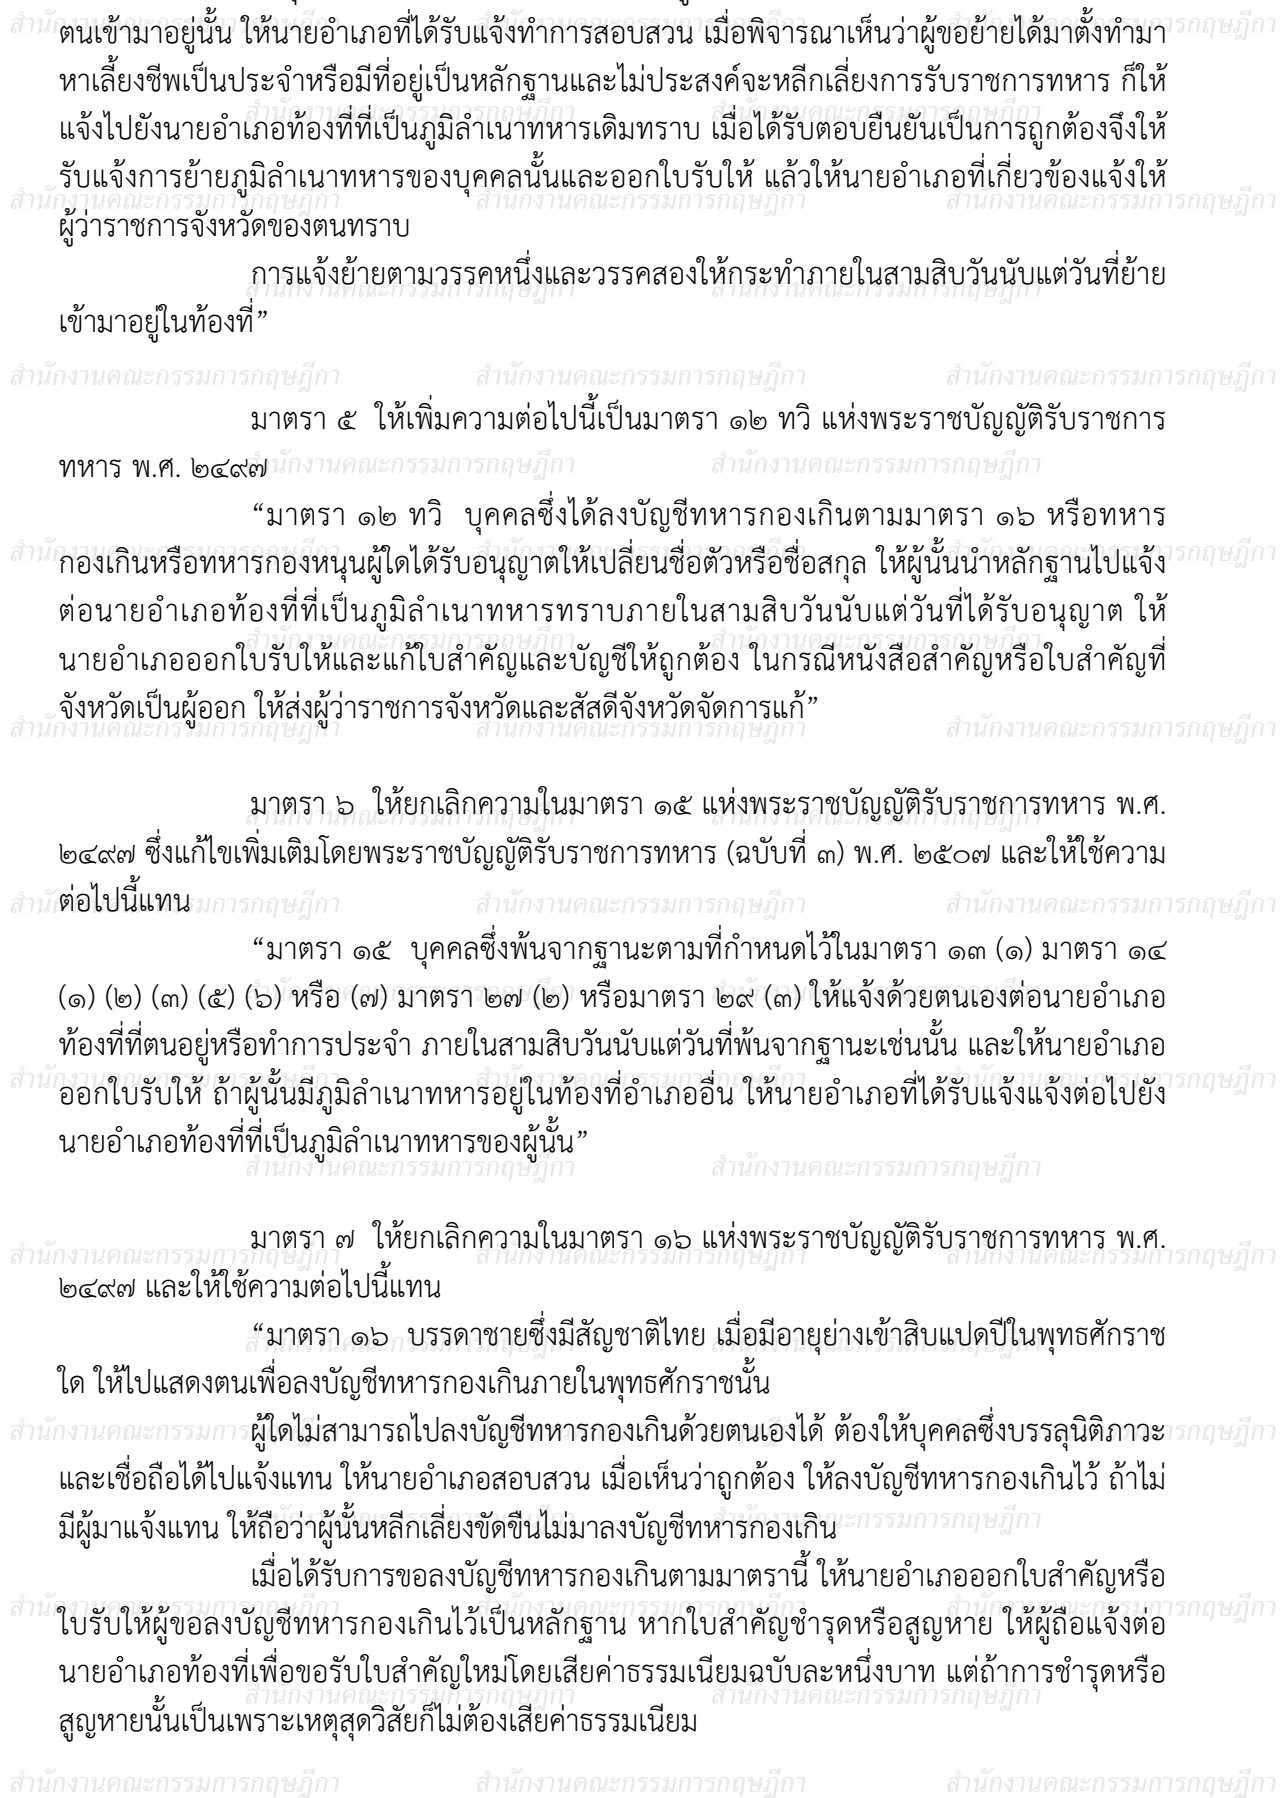 ตนเข้ามาอยู่นั้น ให้นายอำเภอที่ได้รับแจ้งทำการสอบสวน เมื่อพิจารณาเห็นว่าผู้ขอย้ายได้มาตั้งทำมา
หาเลี้ยงชีพเป็นประจำหรือมีที่อยู่เป็นหลักฐานและไม่ประสงค์จะหลีกเลี่ยงการรับราชการทหาร ก็ให้
แจ้งไปยังนายอำเภอท้องที่ที่เป็นภูมิลำเนาทหารเดิมทราบ เมื่อได้รับตอบยืนยันเป็นการถูกต้องจึงให้
รับแจ้งการย้ายภูมิลำเนาทหารของบุคคลนั้นและออกใบรับให้ แล้วให้นายอำเภอที่เกี่ยวข้องแจ้งให้
ผู้ว่าราชการจังหวัดของตนทราบ
การแจ้งย้ายตามวรรคหนึ่งและวรรคสองให้กระทำภายในสามสิบวันนับแต่วันที่ย้าย
เข้ามาอยู่ในท้องที่”
มาตรา ๕ ให้เพิ่มความต่อไปนี้เป็นมาตรา ๑๒ ทวิ แห่งพระราชบัญญัติรับราชการ
ทหาร พ.ศ. ๒๔๙๗
“มาตรา ๑๒ ทวิ บุคคลซึ่งได้ลงบัญชีทหารกองเกินตามมาตรา ๑๖ หรือทหาร
กองเกินหรือทหารกองหนุนผู้ใดได้รับอนุญาตให้เปลี่ยนชื่อตัวหรือชื่อสกุล ให้ผู้นั้นนำหลักฐานไปแจ้ง
ต่อนายอำเภอท้องที่ที่เป็นภูมิลำเนาทหารทราบภายในสามสิบวันนับแต่วันที่ได้รับอนุญาต ให้
นายอำเภอออกใบรับให้และแก้ใบสำคัญและบัญชีให้ถูกต้อง ในกรณีหนังสือสำคัญหรือใบสำคัญที่
จังหวัดเป็นผู้ออก ให้ส่งผู้ว่าราชการจังหวัดและสัสดีจังหวัดจัดการแก้”
มาตรา ๖ ให้ยกเลิกความในมาตรา ๑๕ แห่งพระราชบัญญัติรับราชการทหาร พ.ศ.
๒๔๙๗ ซึ่งแก้ไขเพิ่มเติมโดยพระราชบัญญัติรับราชการทหาร (ฉบับที่ ๓) พ.ศ. ๒๕๐๗ และให้ใช้ความ
ต่อไปนี้แทน
“มาตรา ๑๕ บุคคลซึ่งพ้นจากฐานะตามที่กำหนดไว้ในมาตรา ๑๓ (๑) มาตรา ๑๔
(๑) (๒) (๓) (๕) (๖) หรือ (๗) มาตรา ๒๗ (๒) หรือมาตรา ๒๙ (๓) ให้แจ้งด้วยตนเองต่อนายอำเภอ
ท้องที่ที่ตนอยู่หรือทำการประจำ ภายในสามสิบวันนับแต่วันที่พ้นจากฐานะเช่นนั้น และให้นายอำเภอ
ออกใบรับให้ ถ้าผู้นั้นมีภูมิลำเนาทหารอยู่ในท้องที่อำเภออื่น ให้นายอำเภอที่ได้รับแจ้งแจ้งต่อไปยัง
นายอำเภอท้องที่ที่เป็นภูมิลำเนาทหารของผู้นั้น”
มาตรา ๗ ให้ยกเลิกความในมาตรา ๑๖ แห่งพระราชบัญญัติรับราชการทหาร พ.ศ.
๒๔๙๗ และให้ใช้ความต่อไปนี้แทน
“มาตรา ๑๖ บรรดาชายซึ่งมีสัญชาติไทย เมื่อมีอายุย่างเข้าสิบแปดปีในพุทธศักราช
ใด ให้ไปแสดงตนเพื่อลงบัญชีทหารกองเกินภายในพุทธศักราชนั้น
ผู้ใดไม่สามารถไปลงบัญชีทหารกองเกินด้วยตนเองได้ ต้องให้บุคคลซึ่งบรรลุนิติภาวะ
และเชื่อถือได้ไปแจ้งแทน ให้นายอำเภอสอบสวน เมื่อเห็นว่าถูกต้อง ให้ลงบัญชีทหารกองเกินไว้ ถ้าไม่
มีผู้มาแจ้งแทน ให้ถือว่าผู้นั้นหลีกเลี่ยงขัดขืนไม่มาลงบัญชีทหารกองเกิน
เมื่อได้รับการขอลงบัญชีทหารกองเกินตามมาตรานี้ ให้นายอำเภอออกใบสำคัญหรือ
ใบรับให้ผู้ขอลงบัญชีทหารกองเกินไว้เป็นหลักฐาน หากใบสำคัญชำรุดหรือสูญหาย ให้ผู้ถือแจ้งต่อ
นายอำเภอท้องที่เพื่อขอรับใบสำคัญใหม่โดยเสียค่าธรรมเนียมฉบับละหนึ่งบาท แต่ถ้าการชำรุดหรือ
สูญหายนั้นเป็นเพราะเหตุสุดวิสัยก็ไม่ต้องเสียค่าธรรมเนียม
สำนักงานคณะกรรมการกฤษฎีกา สำนักงานคณะกรรมการกฤษฎีกา สำนักงานคณะกรรมการกฤษฎีกา